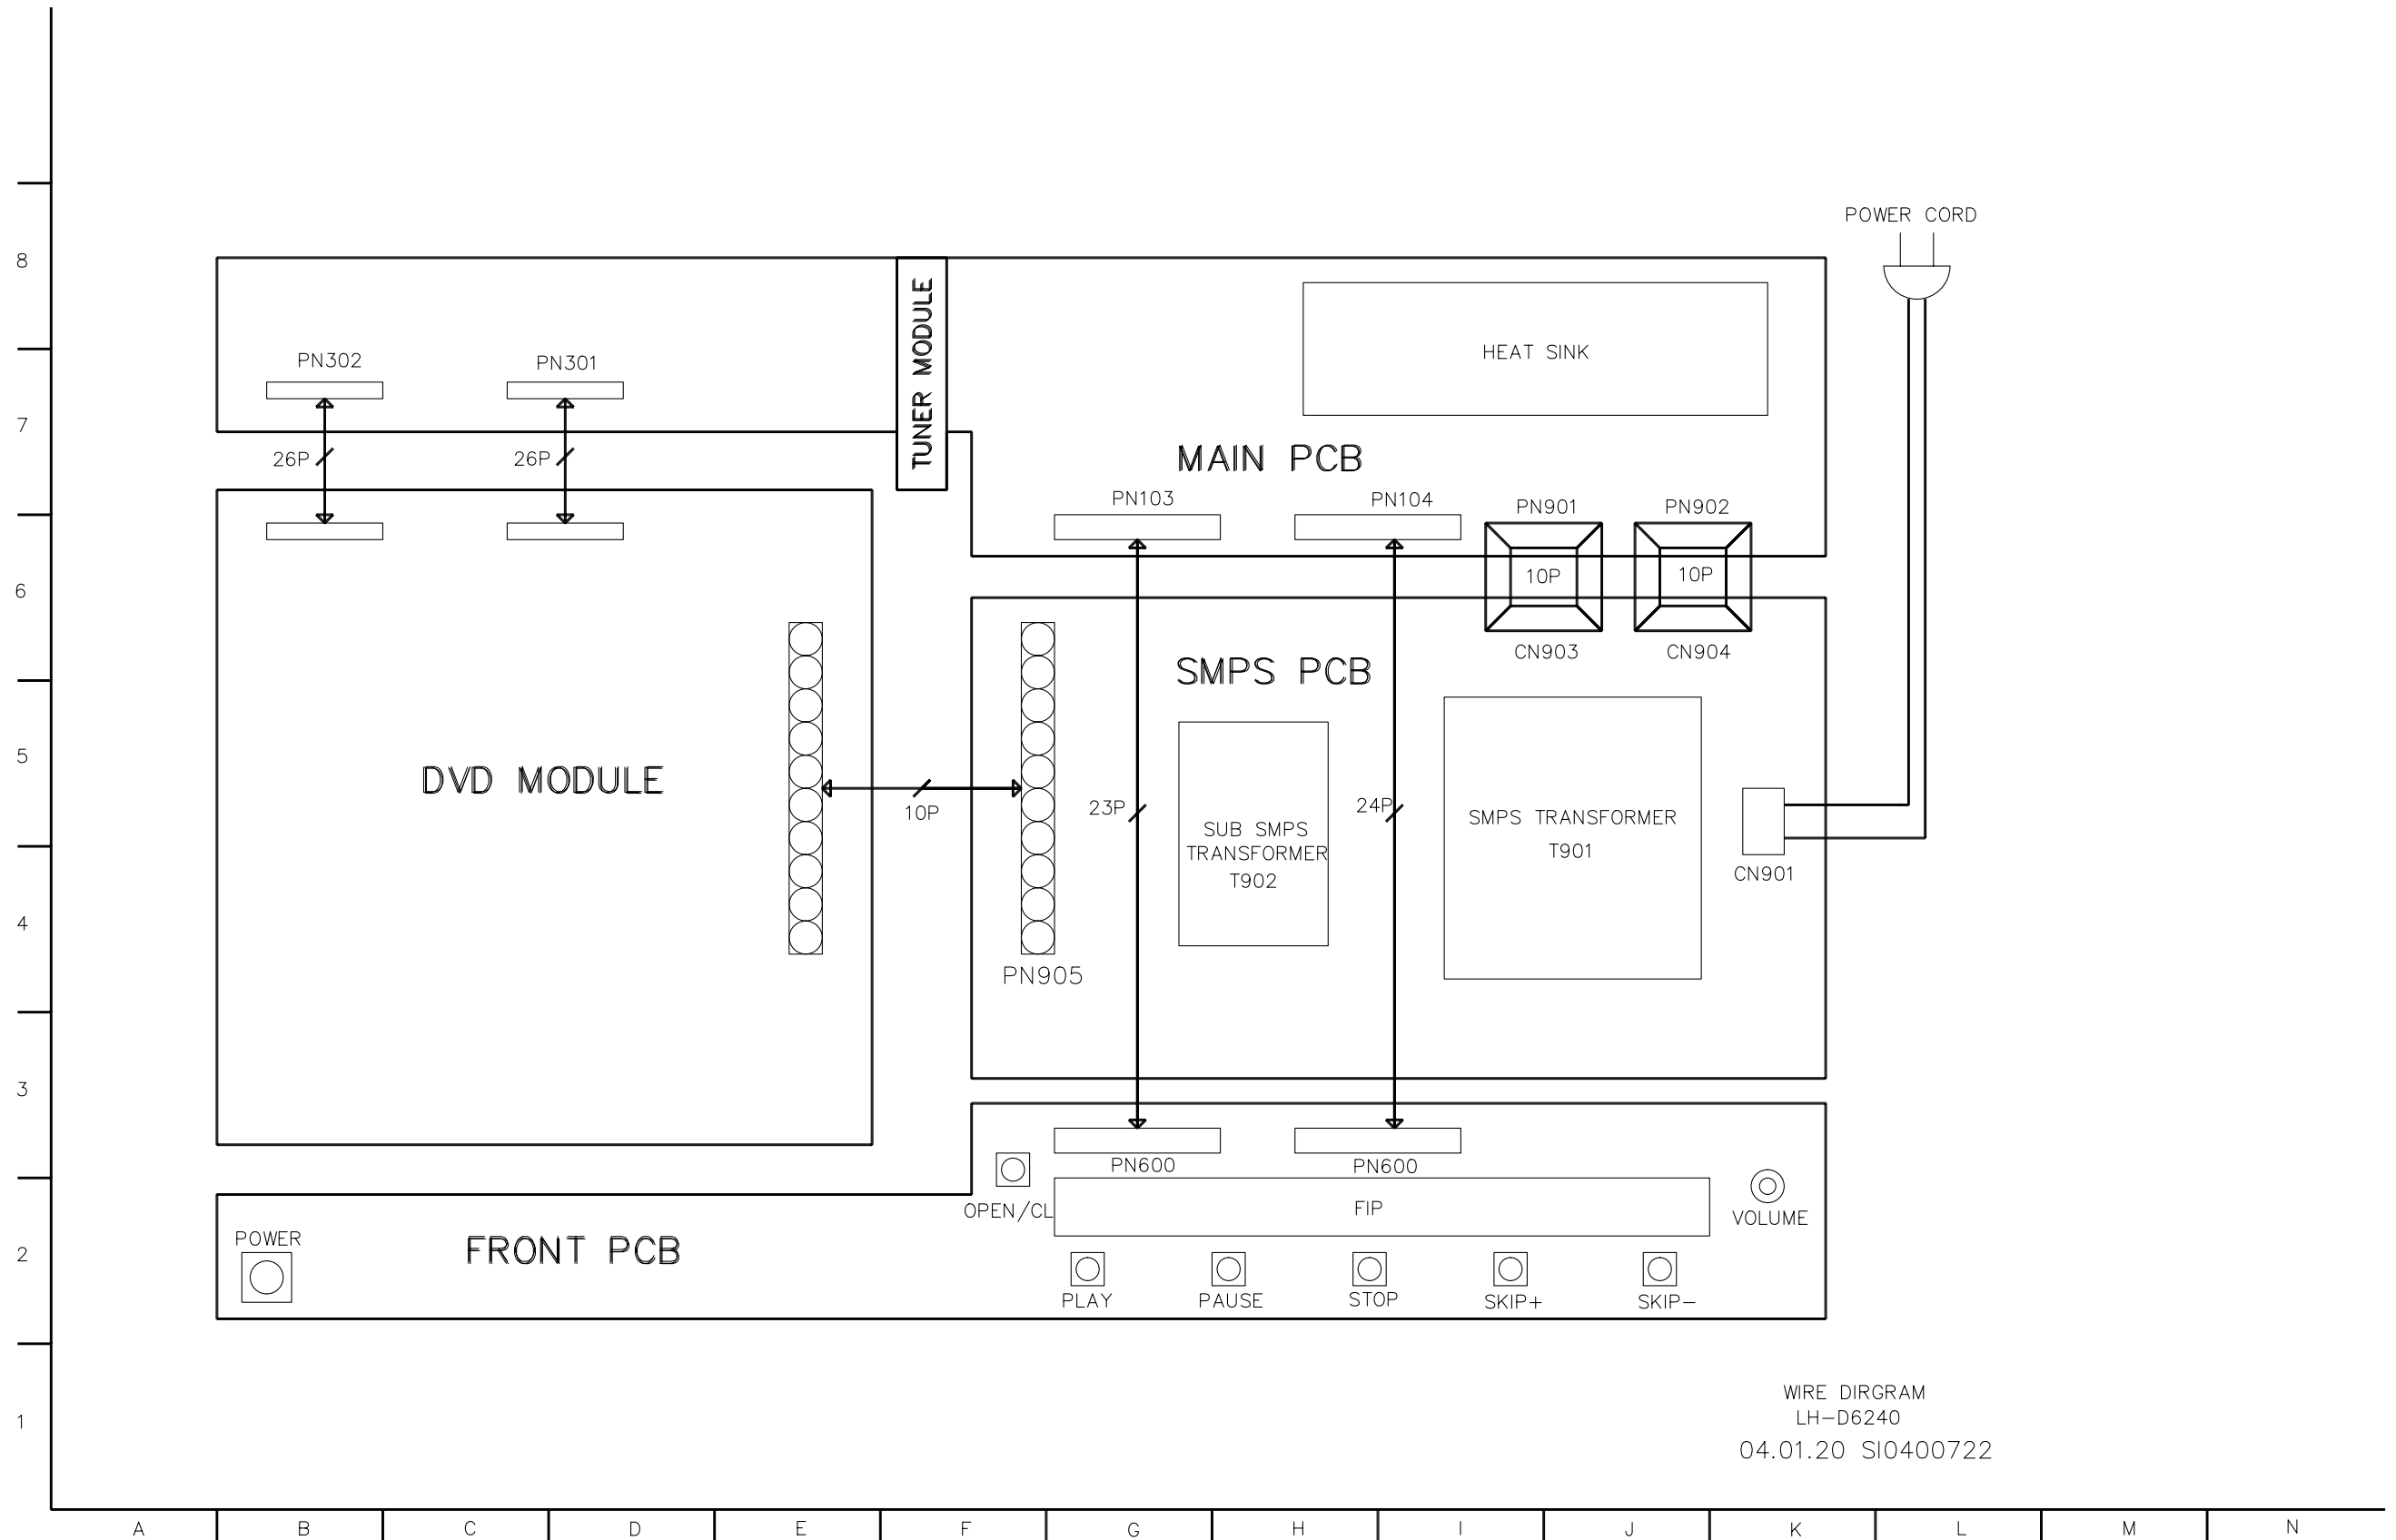 POWER CORD
8
TUNER MODULE
HEAT SINK
PN302
PN301
7
26P
26P
MAIN PCB
PN103
PN104
PN901
PN902
6
10P
10P
CN903
CN904
SMPS PCB
5
DVD MODULE
10P
23P
24P
SUB SMPS
TRANSFORMER
T902
SMPS TRANSFORMER
T901
CN901
4
PN905
3
PN600
PN600
OPEN/CL
FIP
VOLUME
2
POWER
FRONT PCB
PLAY
PAUSE
STOP
SKIP+
SKIP-
1
WIRE DIRGRAM
LH-D6240
04.01.20 SI0400722
A B C D E F G H I J K L M N